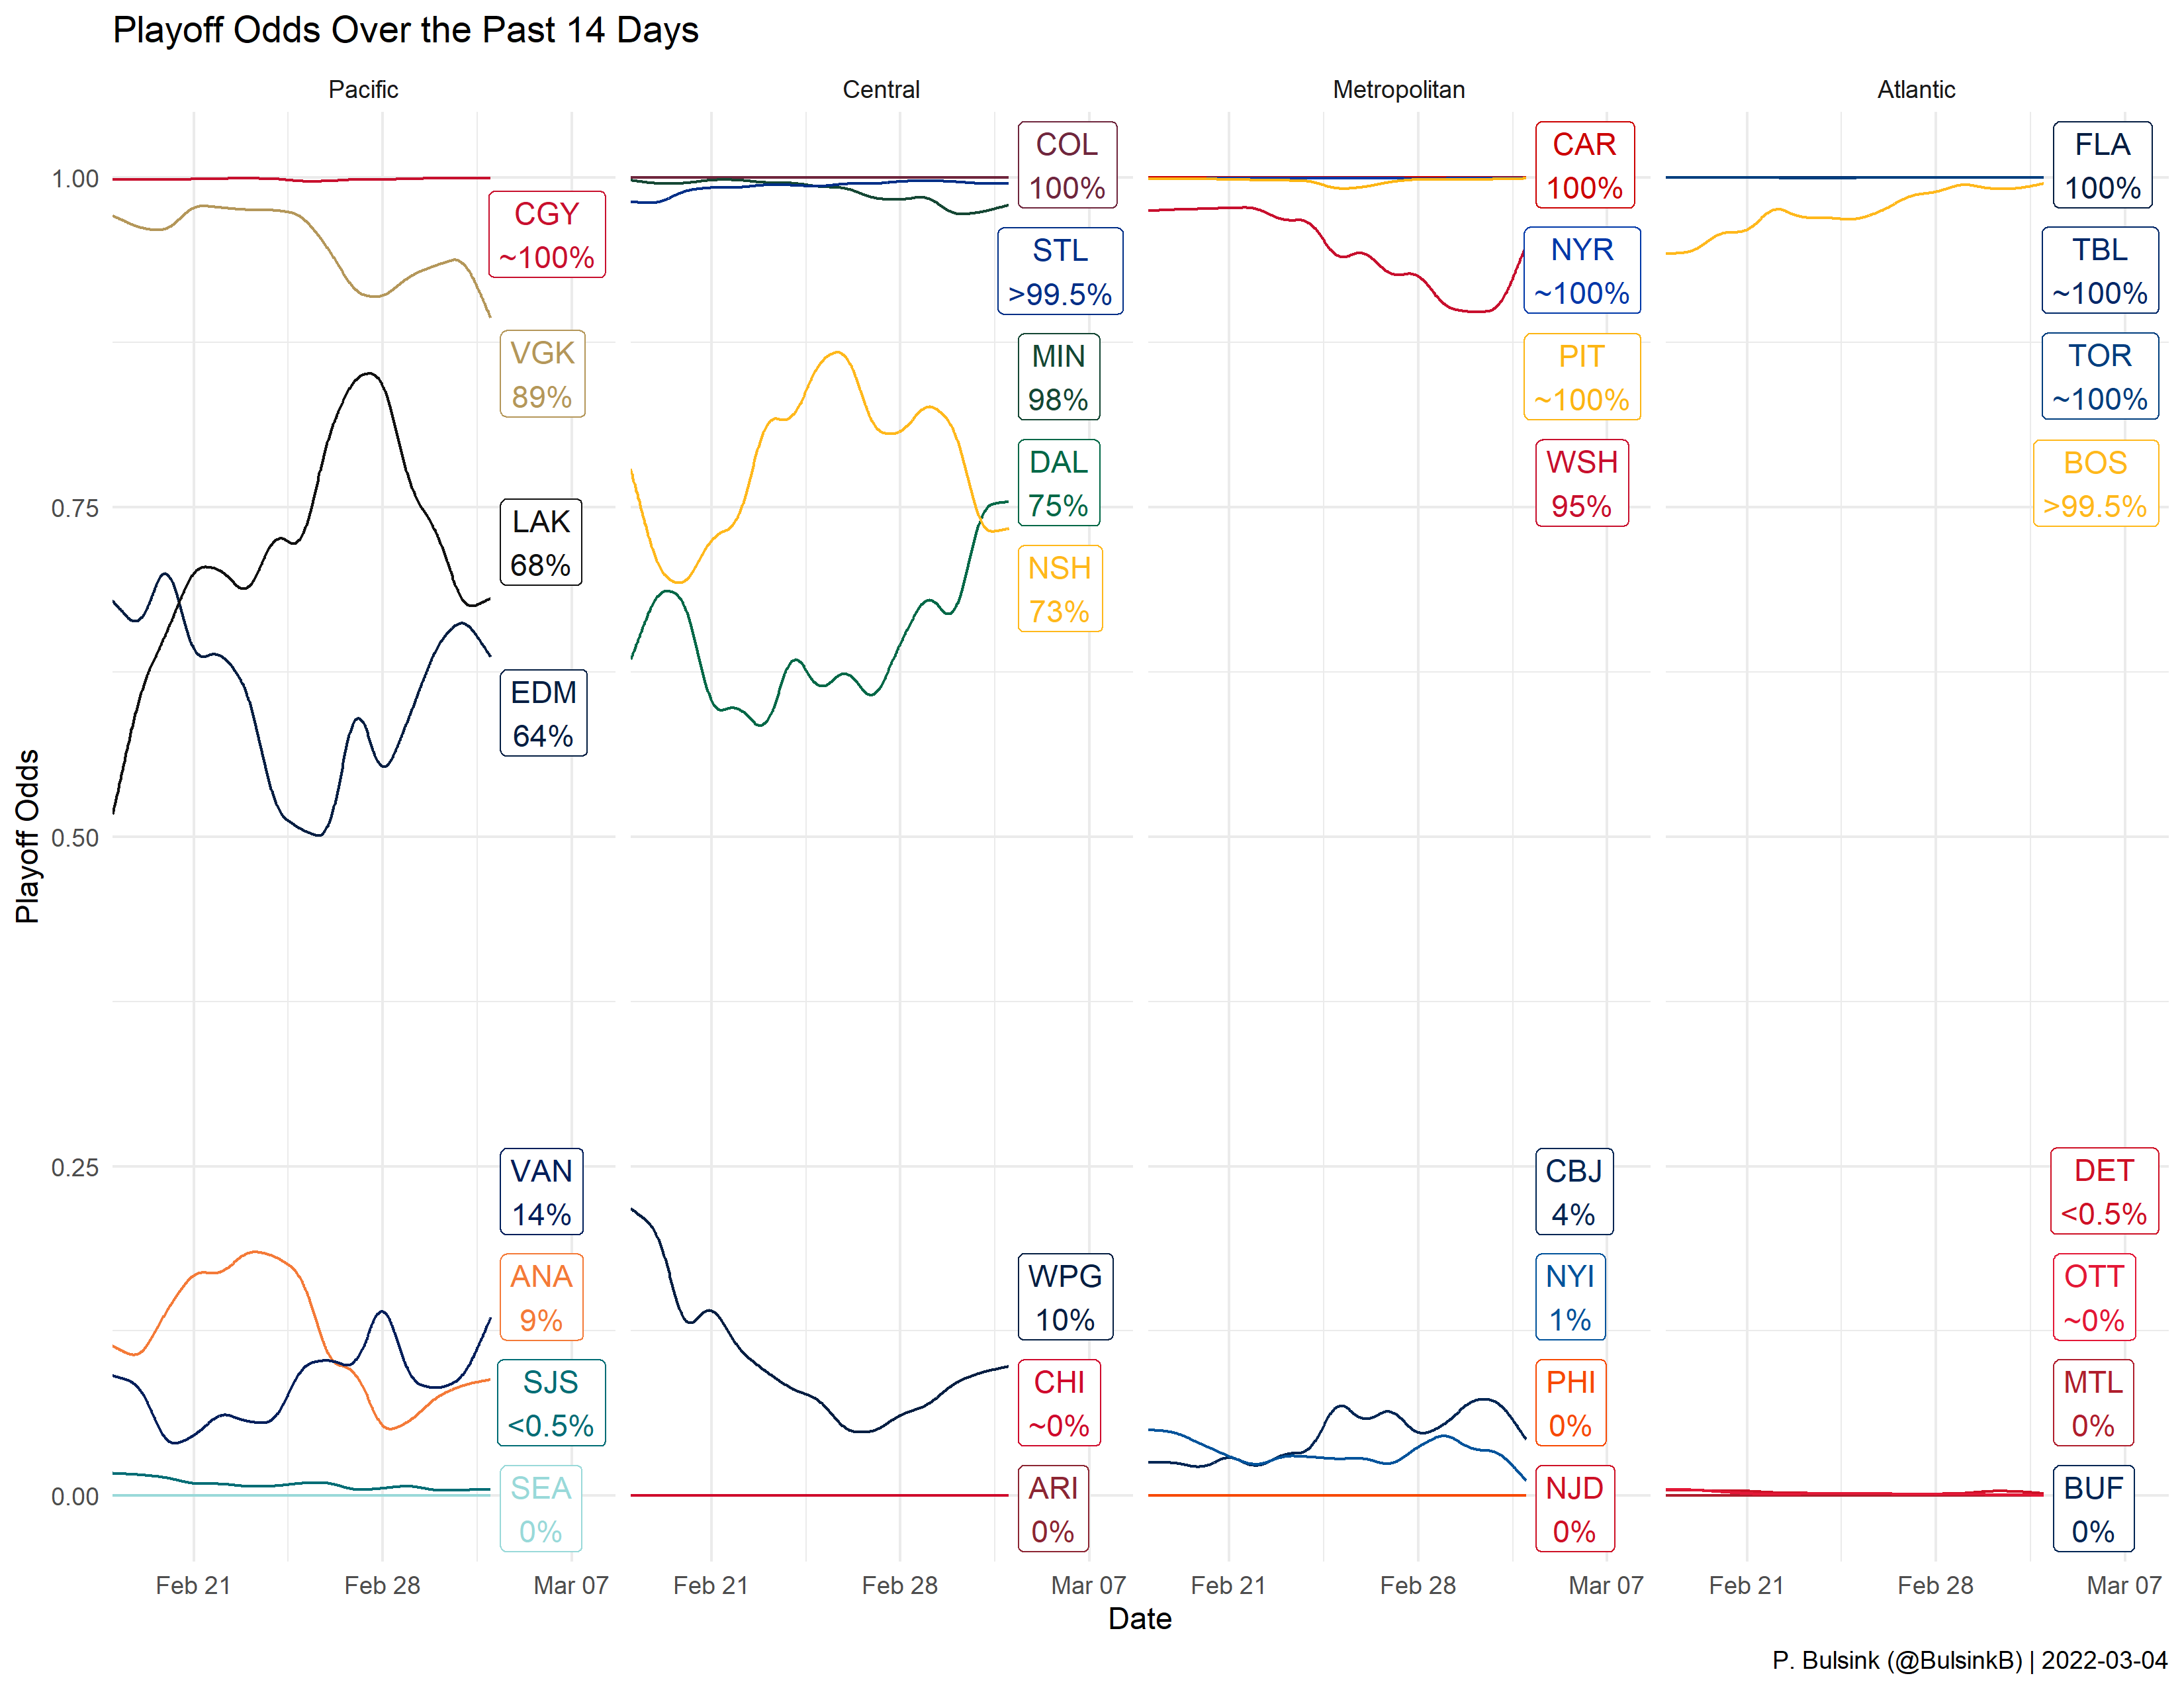 Playoff Odds Over the Past 14 Days
Pacific
Central
Metropolitan
Atlantic
Playoff Odds
1.00
0.75
0.50
0.25
0.00
CGY
~100%
VGK
89%
LAK
68%
EDM
64%
VAN
14%
ANA
9%
SJS
<0.5%
SEA
0%
COL
100%
STL
>99.5%
MIN
98%
DAL
75%
NSH
73%
WPG
10%
CHI
~0%
ARI
0%
CAR
100%
NYR
~100%
PIT
~100%
WSH
95%
CBJ
4%
NYI
1%
PHI
0%
NJD
0%
FLA
100%
TBL
~100%
TOR
~100%
BOS
>99.5%
DET
<0.5%
OTT
~0%
MTL
0%
BUF
0%
Feb 21
Feb 28
Mar 07
Feb 21
Feb 28
Mar 07
Feb 21
Feb 28
Mar 07
Feb 21
Feb 28
Mar 07
Date
P. Bulsink (@BulsinkB) | 2022-03-04